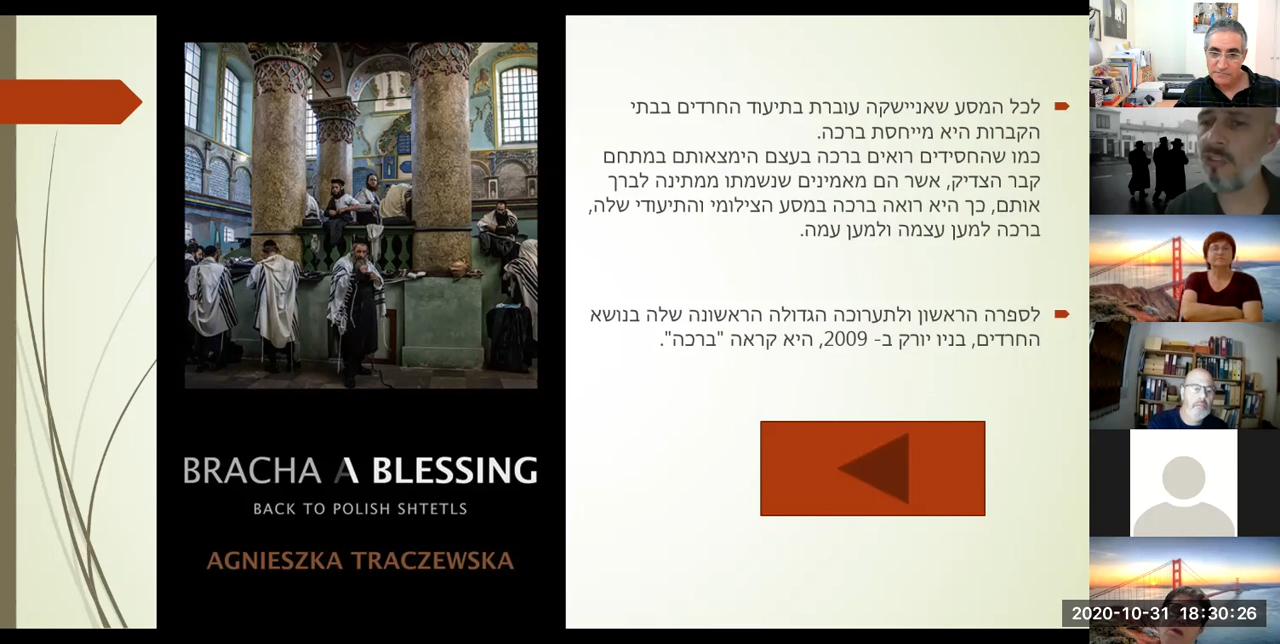 לכל המסע שאניישקה עוברת בתיעוד החרדים בבתי
הקברות היא מייחסת ברכה.
כמו שהחסידים רואים ברכה בעצם הימצאותם במתחם
קבר הצדיק, אשר הם מאמינים שנשמתו ממתינה לברך
אותם, כך היא רואה ברכה במסע הצילומי והתיעודי שלה,
ברכה למען עצמה ולמען עמה.
לספרה הראשון ולתערוכה הגדולה הראשונה שלה בנושא
החרדים, בניו יורק ב- 2009, היא קראה "ברכה".
BRACHA A BLESSING
BACK TO POLISH SHTETLS
AGNIESZKA TRACZEWSKA
2020-10-31 18:30:26